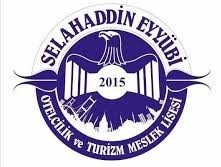 SELAHADDİN EYYÜBİ
2015
OTELCİLİK ve TURİZM MESLEK LİSESİ